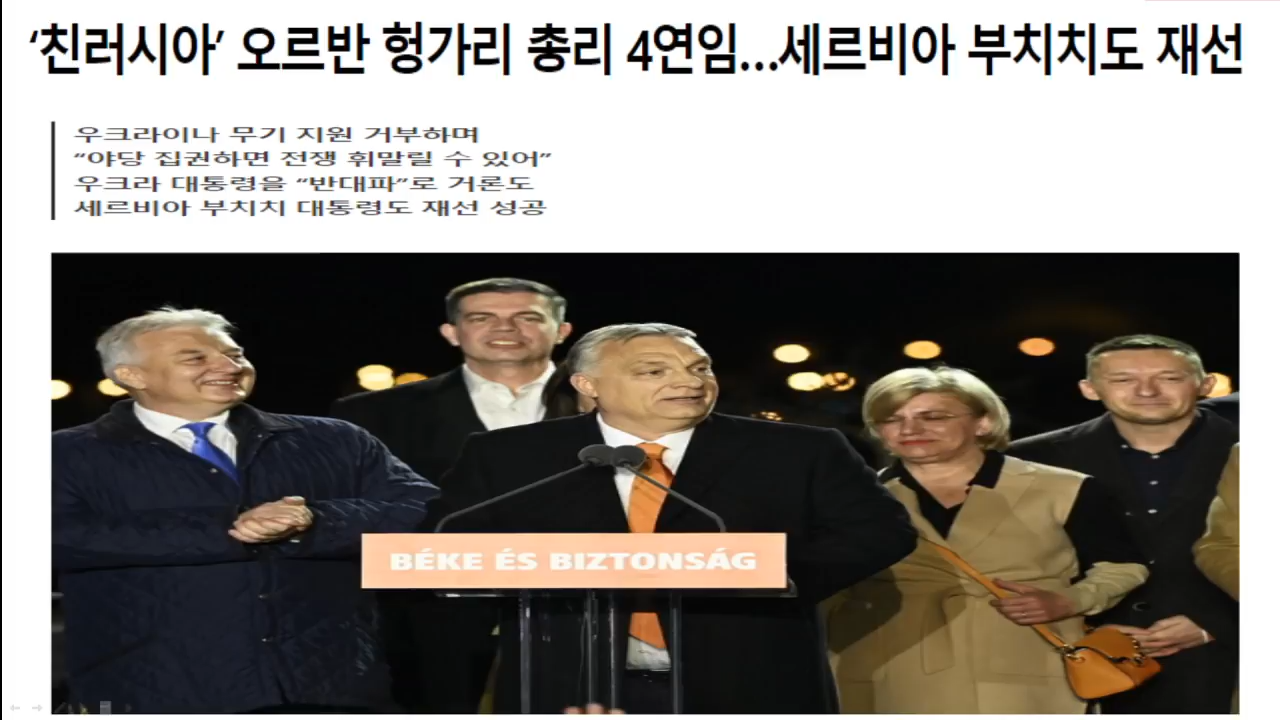 ‘친러시아’ 오르반 헝가리 총리 4연임...세르비아 부치치도 재선
우크라이나 무기 지원 거부하며
“야당 집권하면 전쟁 휘말릴 수 있어”
우크라 대통령을 “반대파”로 거론도
세르비아 부치치 대통령도 재선 성공
BÉKE ÉS BIZTONSÁG